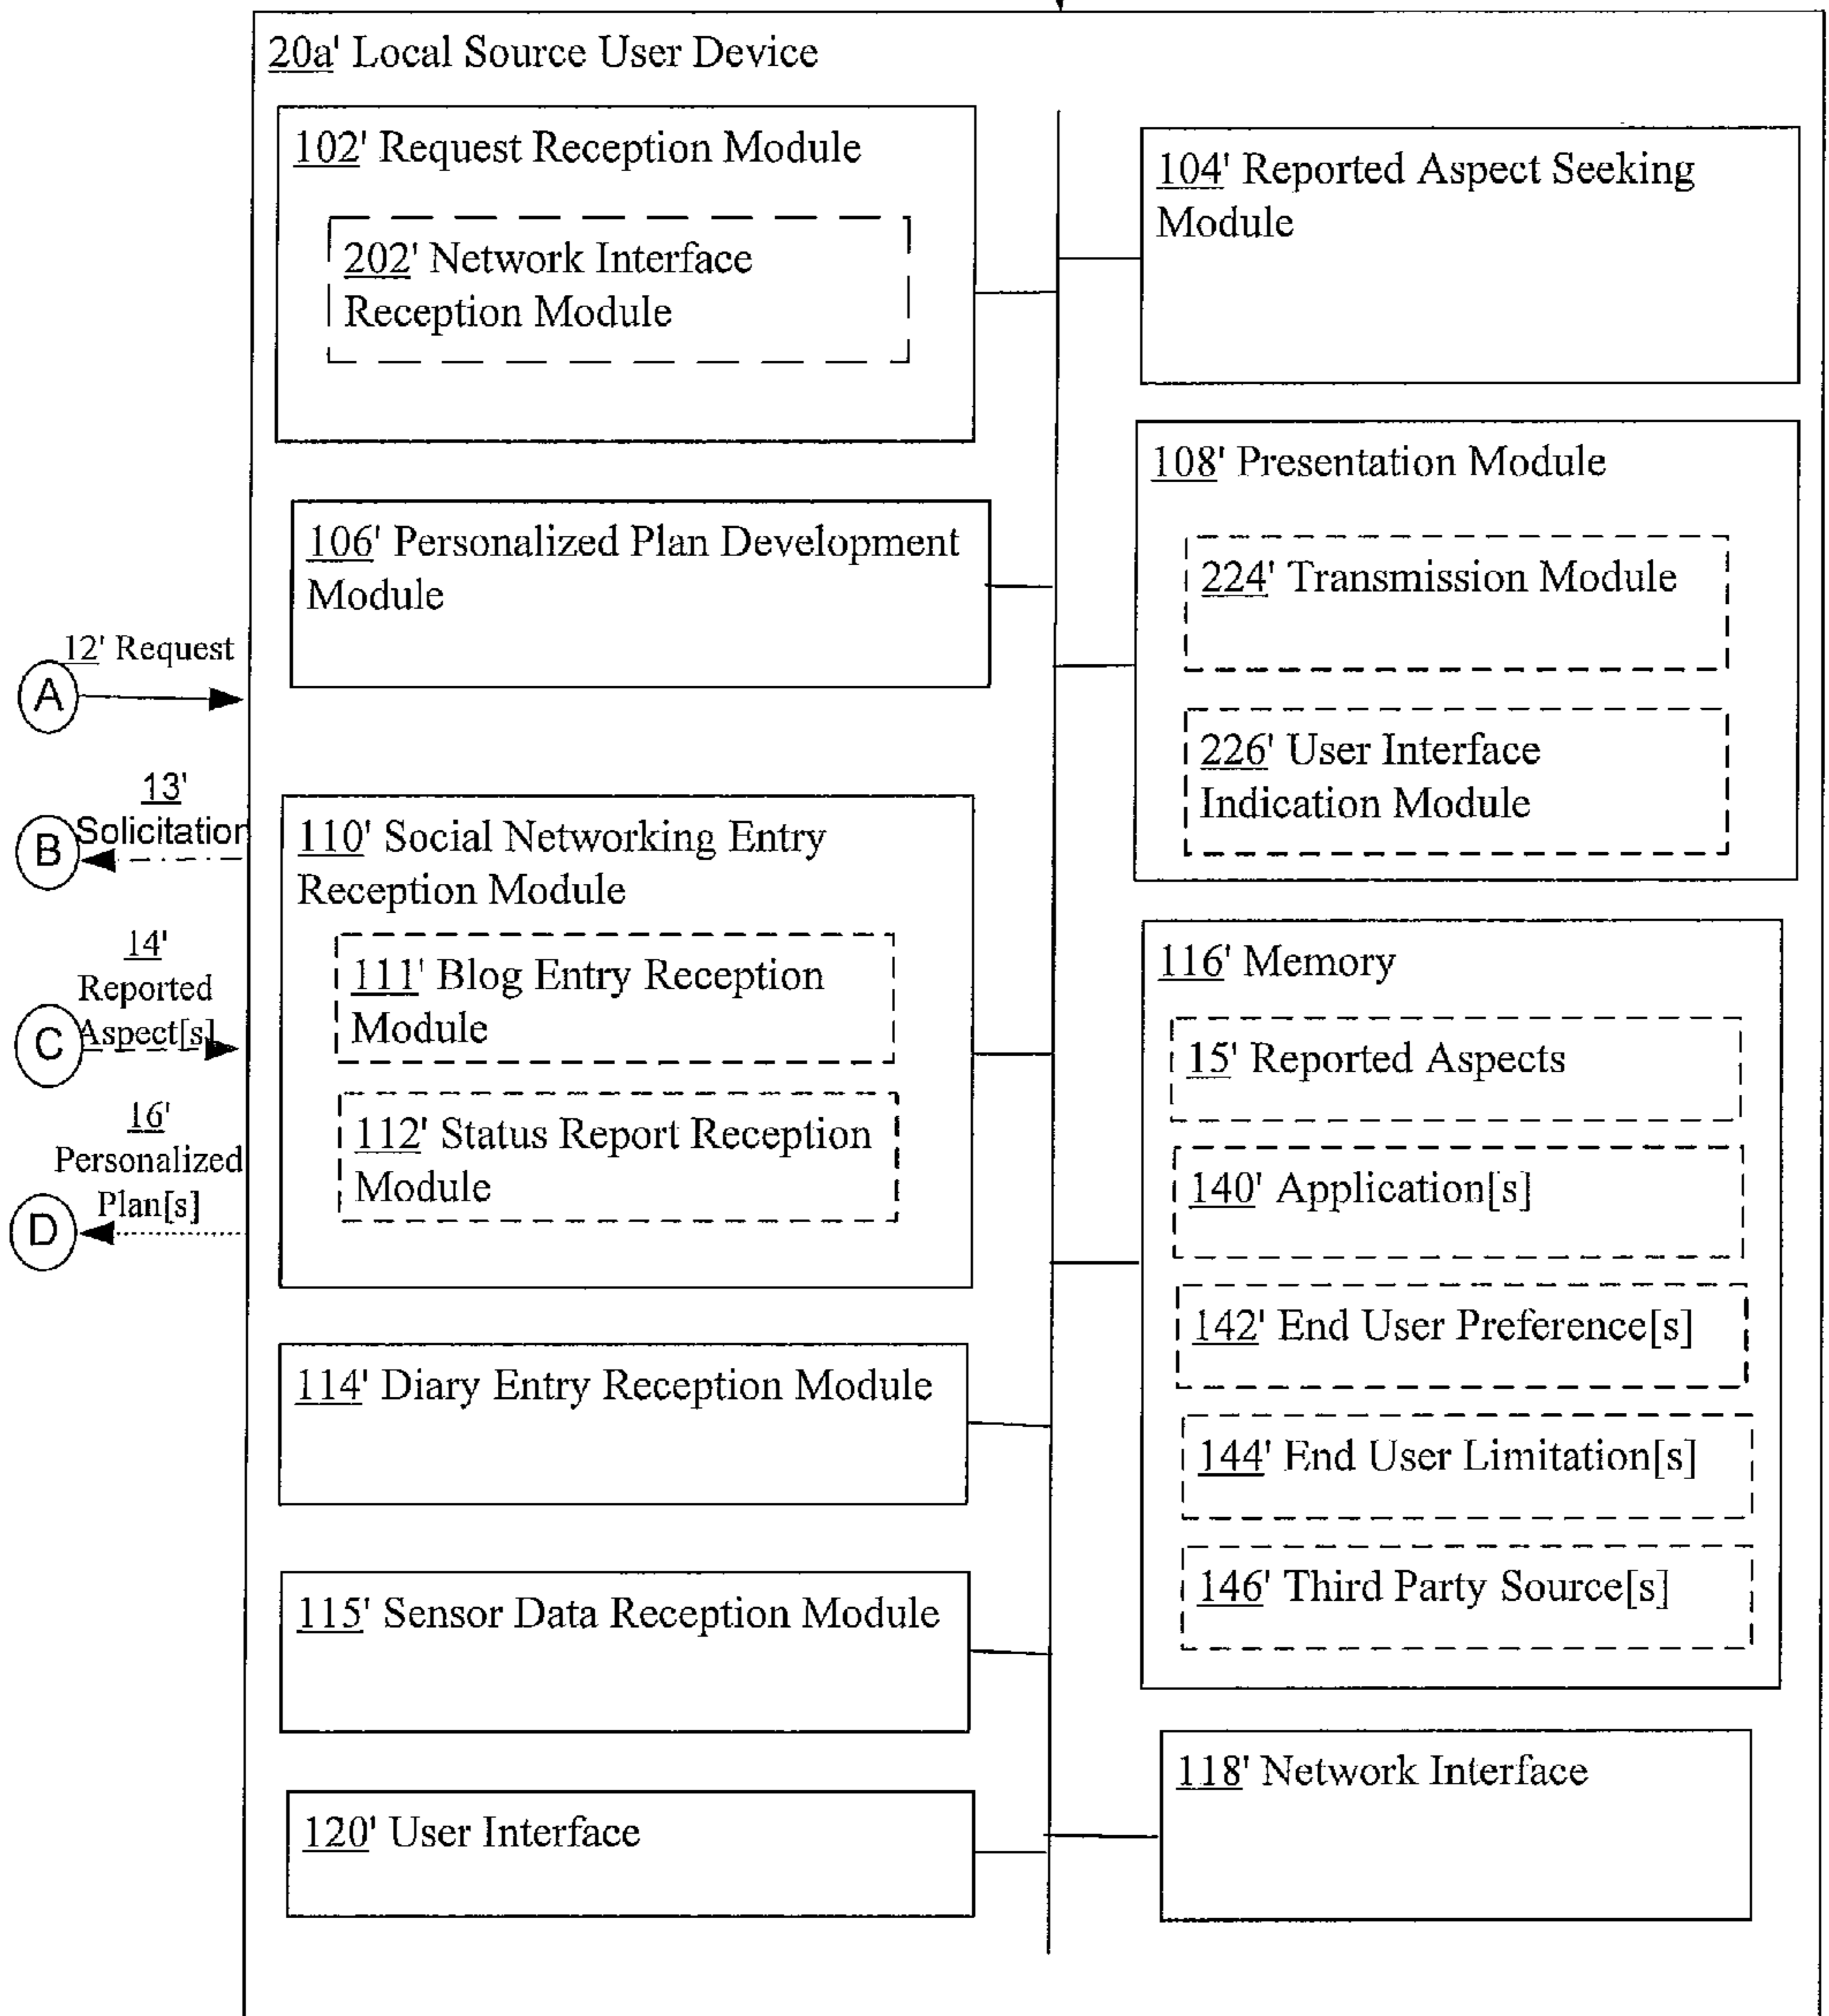 20a' Local Source User Device
102' Request Reception Module
202' Network Interface
Reception Module
104' Reported Aspect Seeking
Module
106' Personalized Plan Development
Module
108' Presentation Module
224' Transmission Module
226' User Interface
Indication Module
12' Request
A
13'
Solicitation
B
14'
Reported
Aspect[s]
C
16'
Personalized
Plan[s]
D
110' Social Networking Entry
Reception Module
111' Blog Entry Reception
Module
112' Status Report Reception
Module
116' Memory
15' Reported Aspects
140' Application[s]
142' End User Preference[s]
144' End User Limitation[s]
146' Third Party Source[s]
114' Diary Entry Reception Module
115' Sensor Data Reception Module
118' Network Interface
120' User Interface